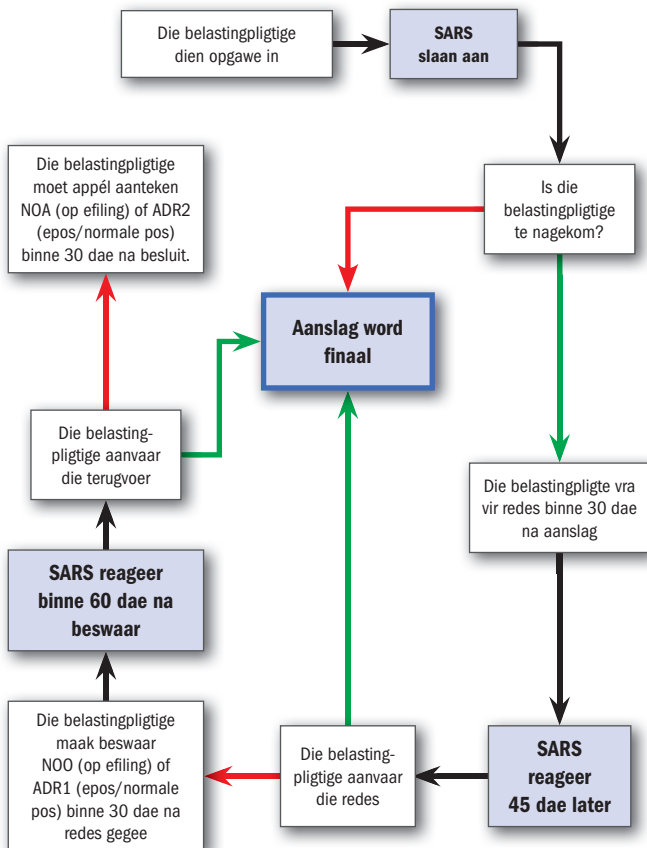 Die belastingpligtige
dien opgawe in
SARS
slaan aan
Is die
belastingpligtige
te nagekom?
Die belastingpligtige
moet appél aanteken
NOA (op efiling) of ADR2
(epos/normale pos)
binne 30 dae na besluit.
Aanslag word
finaal
Die belasting-
pligtige aanvaar
die terugvoer
Die belastingpligte vra
vir redes binne 30 dae
na aanslag
SARS reageer
binne 60 dae na
beswaar
Die belastingpligtige
maak beswaar
NOO (op efiling) of
ADR1 (epos/normale
pos) binne 30 dae na
redes gegee
Die belasting-
pligtige aanvaar
die redes
SARS
reageer
45 dae later